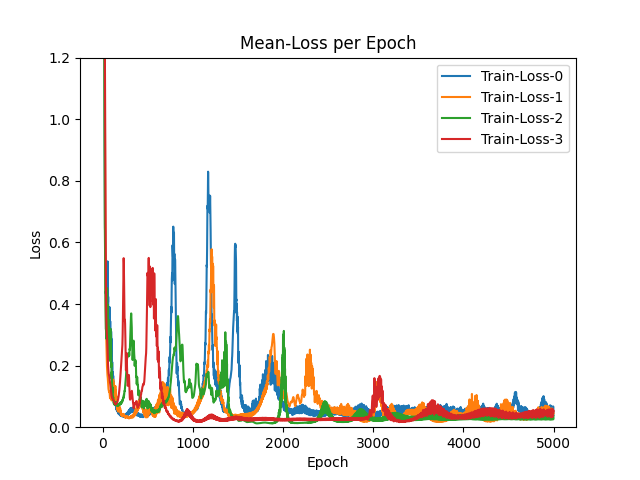 Mean-Loss per Epoch
Train-Loss-0
Train-Loss-1
Train-Loss-2
Train-Loss-3
Loss
1.2
1.0
0.8
0.6
0.4
0.2
0.0
0 1000 2000 3000 4000 5000
Epoch